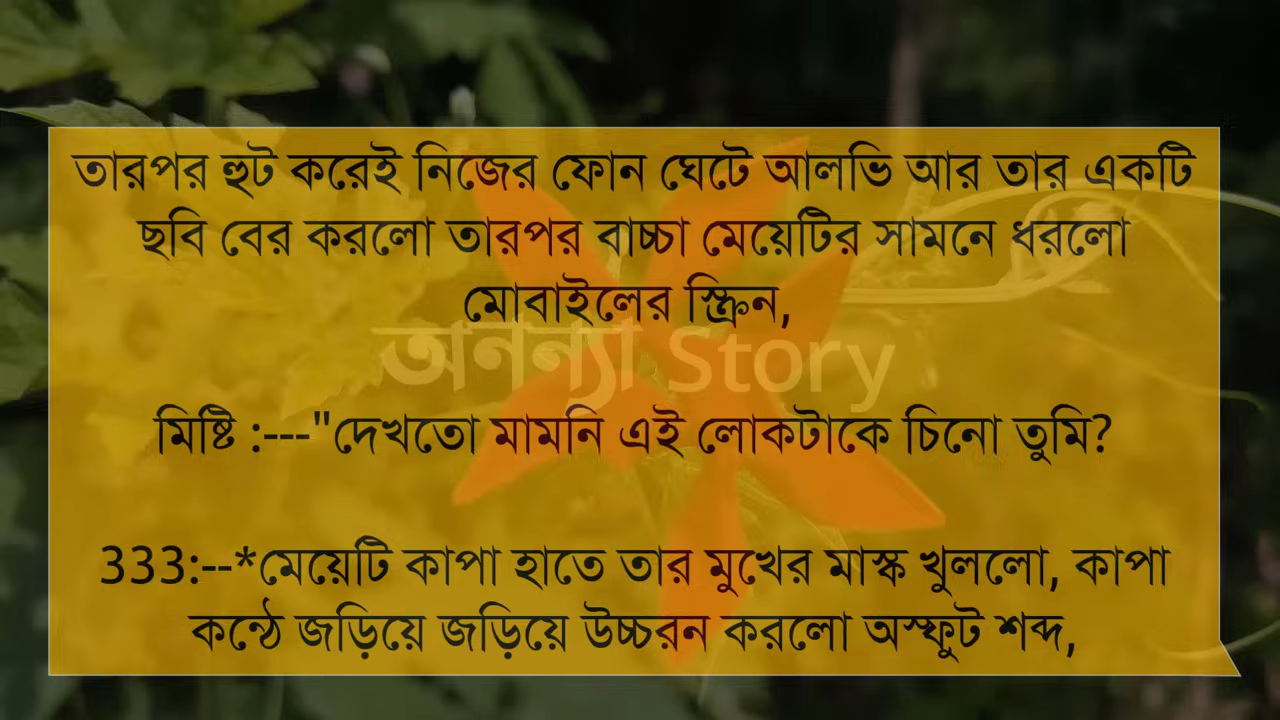 তারপর হুট করেই নিজের ফোন ঘেটে আলভি আর তার একটি
ছবি বের করলো তারপর বাচ্চা মেয়েটির সামনে ধরলো
মোবাইলের স্ক্রিন,
অনন্যা Story
মিষ্টি :---"দেখতো মামনি এই লোকটাকে চিনো তুমি?
333:--*মেয়েটি কাপা হাতে তার মুখের মাস্ক খুললো, কাপা
কন্ঠে জড়িয়ে জড়িয়ে উচ্চরন করলো অস্ফুট শব্দ,